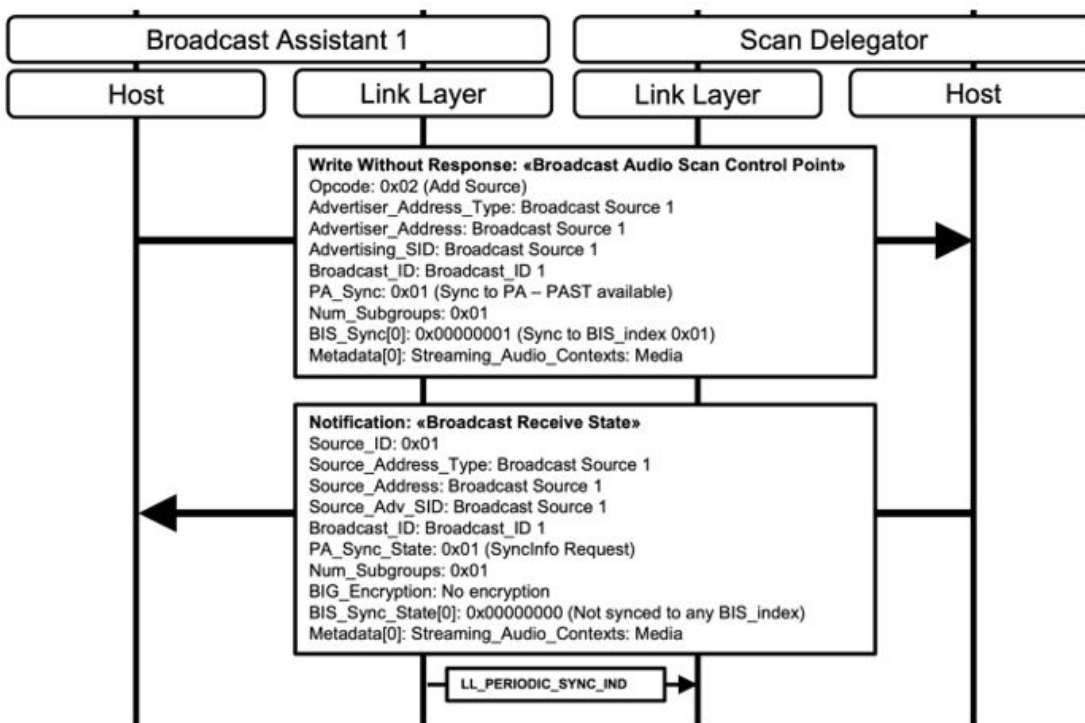 Broadcast Assistant 1
Scan Delegator
Host
Link Layer
Link Layer
Host
Write Without Response: «Broadcast Audio Scan Control Point»
Opcode: 0x02 (Add Source)
Advertiser_Address_Type: Broadcast Source 1
Advertiser_Address: Broadcast Source 1
Advertising_SID: Broadcast Source 1
Broadcast_ID: Broadcast_ID 1
PA_Sync: 0x01 (Sync to PA – PAST available)
Num_Subgroups: 0x01
BIS_Sync[0]: 0x00000001 (Sync to BIS_index 0x01)
Metadata[0]: Streaming_Audio_Contexts: Media
Notification: «Broadcast Receive State»
Source_ID: 0x01
Source_Address_Type: Broadcast Source 1
Source_Address: Broadcast Source 1
Source_Adv_SID: Broadcast Source 1
Broadcast_ID: Broadcast_ID 1
PA_Sync_State: 0x01 (SyncInfo Request)
Num_Subgroups: 0x01
BIG_Encryption: No encryption
BIS_Sync_State[0]: 0x00000000 (Not synced to any BIS_index)
Metadata[0]: Streaming_Audio_Contexts: Media
LL_PERIODIC_SYNC_IND